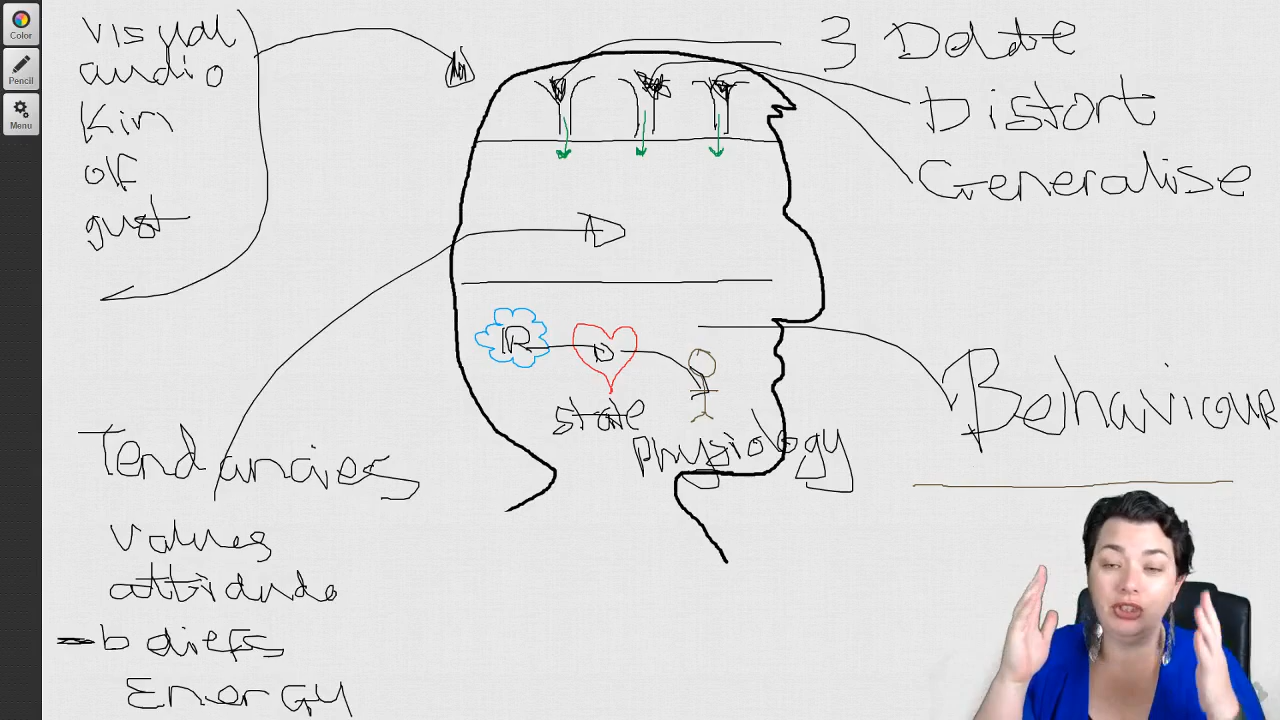 Color
Pencil
Menu
visual
audio
Kin
olf
gust
3 Delete
Distort
Generalise
IR
state
physiology
Behaviour
Tendancies
values
attitude
beliefs
Energy